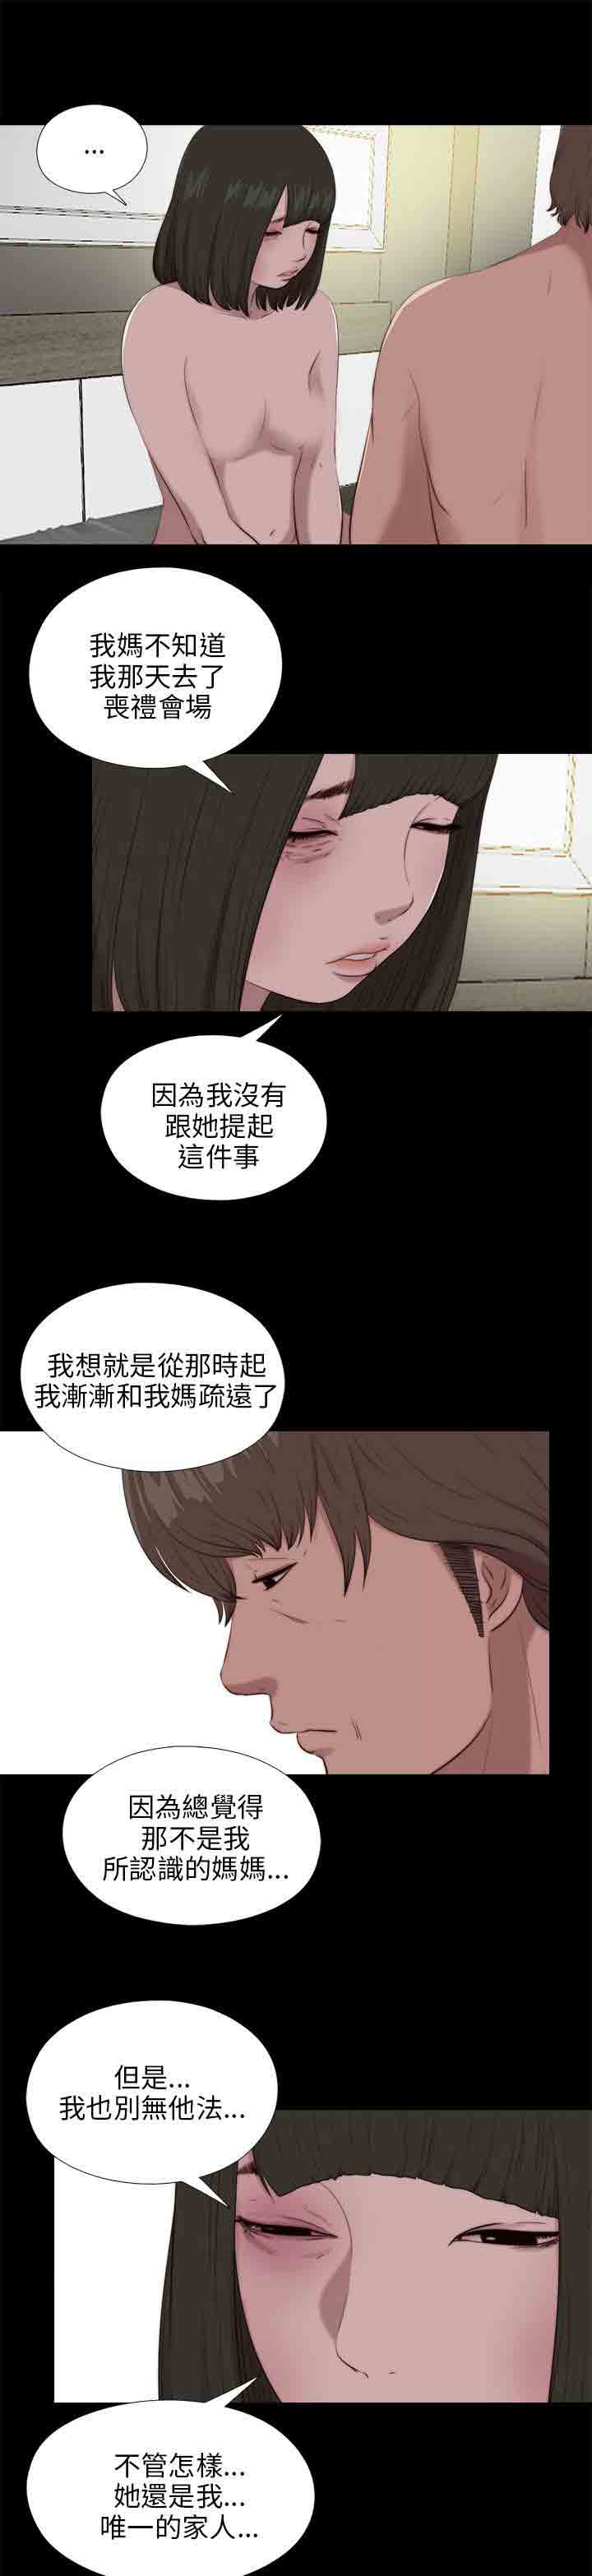 ...
我媽不知道
我那天去了
喪禮會場
因為我沒有
跟她提起
這件事
我想就是從那時起
我漸漸和我媽疏遠了
因為總覺得
那不是我
所認識的媽媽...
但是...
我也別無他法...
不管怎樣...
她還是我...
唯一的家人...